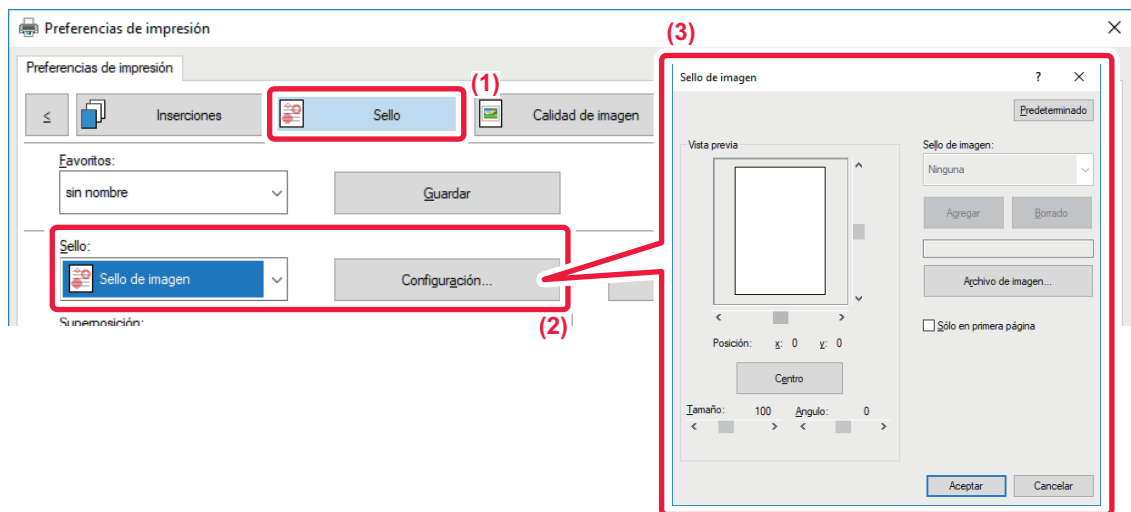 Preferencias de impresión
Preferencias de impresión
(1)
<
Inserciones
Sello
Calidad de imagen
Favoritos:
sin nombre
Guardar
Sello:
Sello de imagen
Configuración...
(2)
Superposición:
(3)
Sello de imagen
?
Predeterminado
Vista previa
Posición: x: 0 y: 0
Centro
Tamaño: 100 Angulo: 0
Sello de imagen:
Ninguna
Agregar
Borrado
Archivo de imagen...
Sólo en primera página
Aceptar
Cancelar